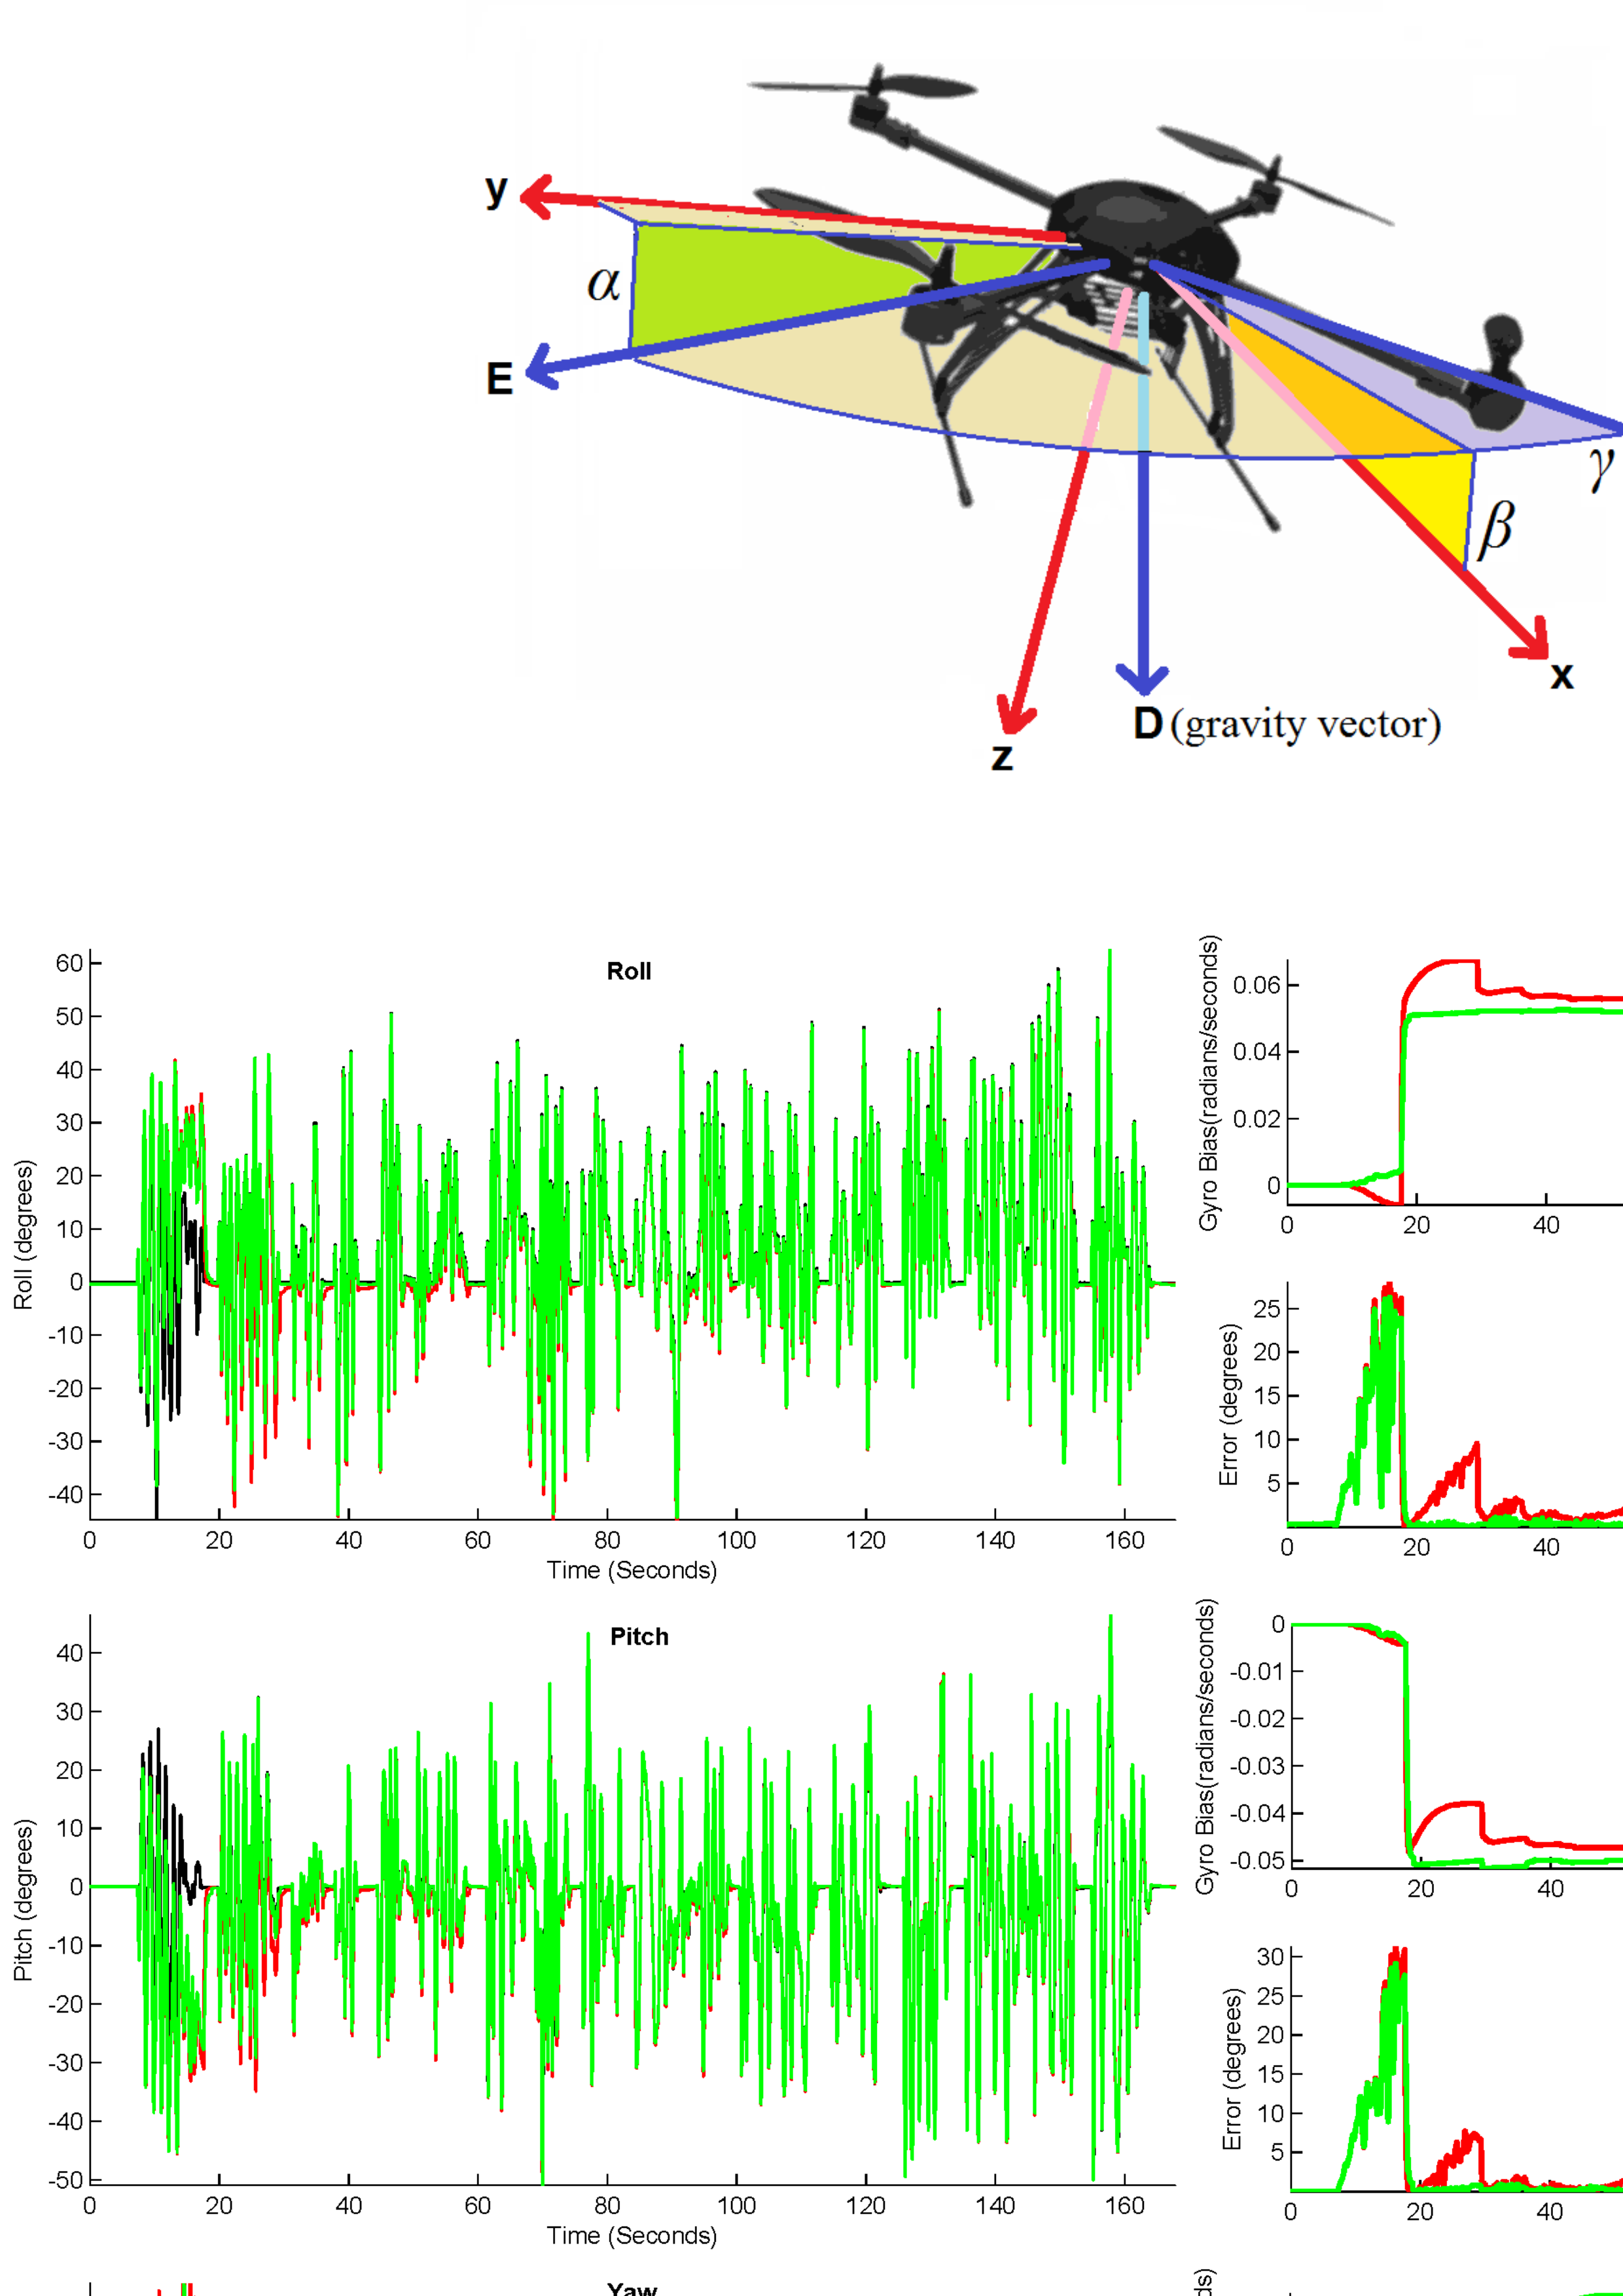 y
α
E
γ
β
x
D (gravity vector)
z
Roll
Roll (degrees)
60
50
40
30
20
10
0
-10
-20
-30
-40
0 20 40 60 80 100 120 140 160
Time (Seconds)
Gyro Bias(radians/seconds)
0.06
0.04
0.02
0
0 20 40
Error (degrees)
25
20
15
10
5
0 20 40
Pitch
Pitch (degrees)
40
30
20
10
0
-10
-20
-30
-40
-50
0 20 40 60 80 100 120 140 160
Time (Seconds)
Gyro Bias(radians/seconds)
0
-0.01
-0.02
-0.03
-0.04
-0.05
0 20 40
Error (degrees)
30
25
20
15
10
5
0 20 40
Yaw
ds)